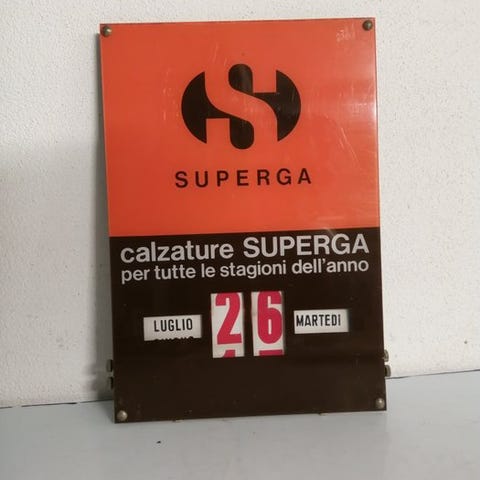 S
SUPERGA
calzature SUPERGA
per tutte le stagioni dell'anno
LUGLIO 26 MARTEDI